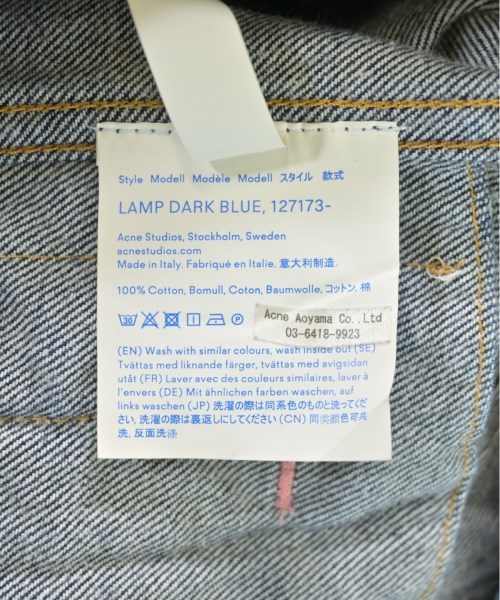 Style Modell Modèle Modell スタイル 款式
LAMP DARK BLUE, 127173-
Acne Studios, Stockholm, Sweden
acnestudios.com
Made in Italy. Fabriqué en Italie. 意大利制造.
100% Cotton, Bomull, Coton, Baumwolle, コットン, 棉
30 P
Acne Aoyama Co.,Ltd
03-6418-9923
(EN) Wash with similar colours, wash inside out (SE)
Tvättas med liknande färger, tvättas med avigsidan
utåt (FR) Laver avec des couleurs similaires, laver à
l'envers (DE) Mit ähnlichen farben waschen, auf
links waschen (JP) 洗濯の際は同系色のものと洗ってくだ
さい, 洗濯の際は裏返しにしてください (CN) 同类颜色可共
洗, 反面洗涤